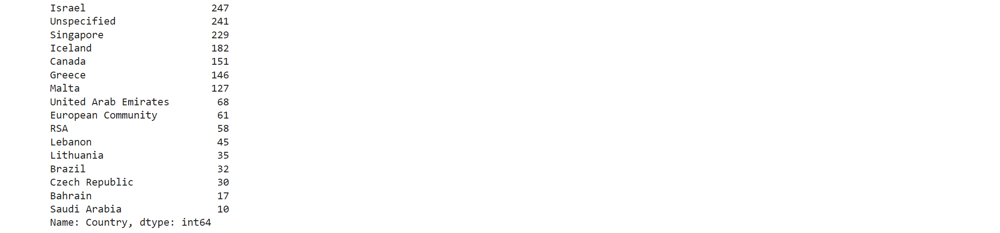 Israel 247
Unspecified 241
Singapore 229
Iceland 182
Canada 151
Greece 146
Malta 127
United Arab Emirates 68
European Community 61
RSA 58
Lebanon 45
Lithuania 35
Brazil 32
Czech Republic 30
Bahrain 17
Saudi Arabia 10
Name: Country, dtype: int64